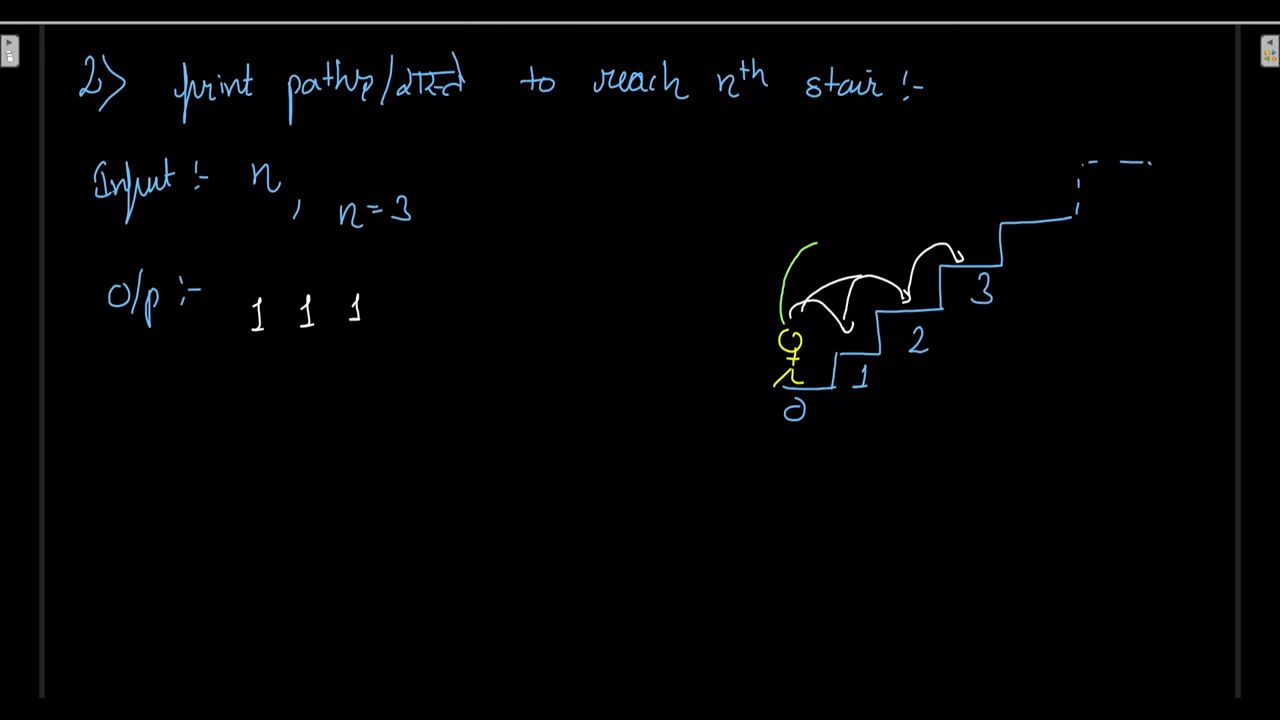 2) print paths/रास्ते to reach nth stair :-
Input :- n, n = 3
O/p :- 1 1 1
3
2
1
0